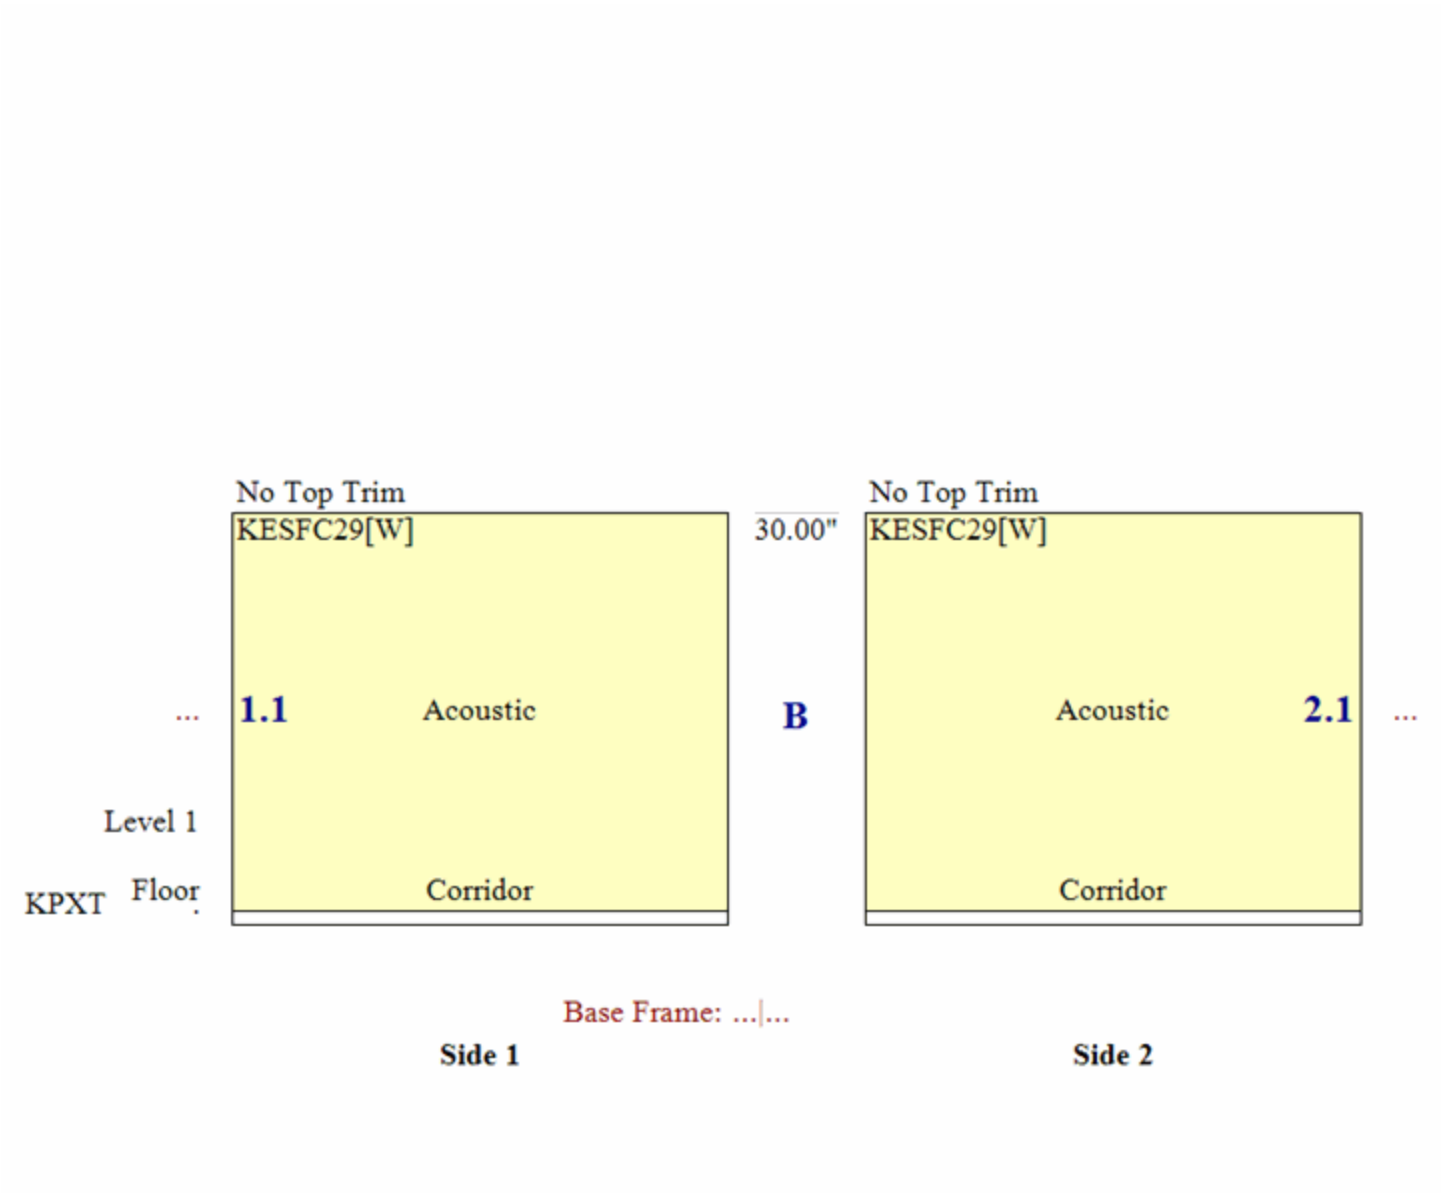 No Top Trim
No Top Trim
KESFC29[W]
30.00"
KESFC29[W]
...
1.1
Acoustic
B
Acoustic
2.1
...
Level 1
KPXT
Floor
.
Corridor
Corridor
Base Frame: ...|...
Side 1
Side 2